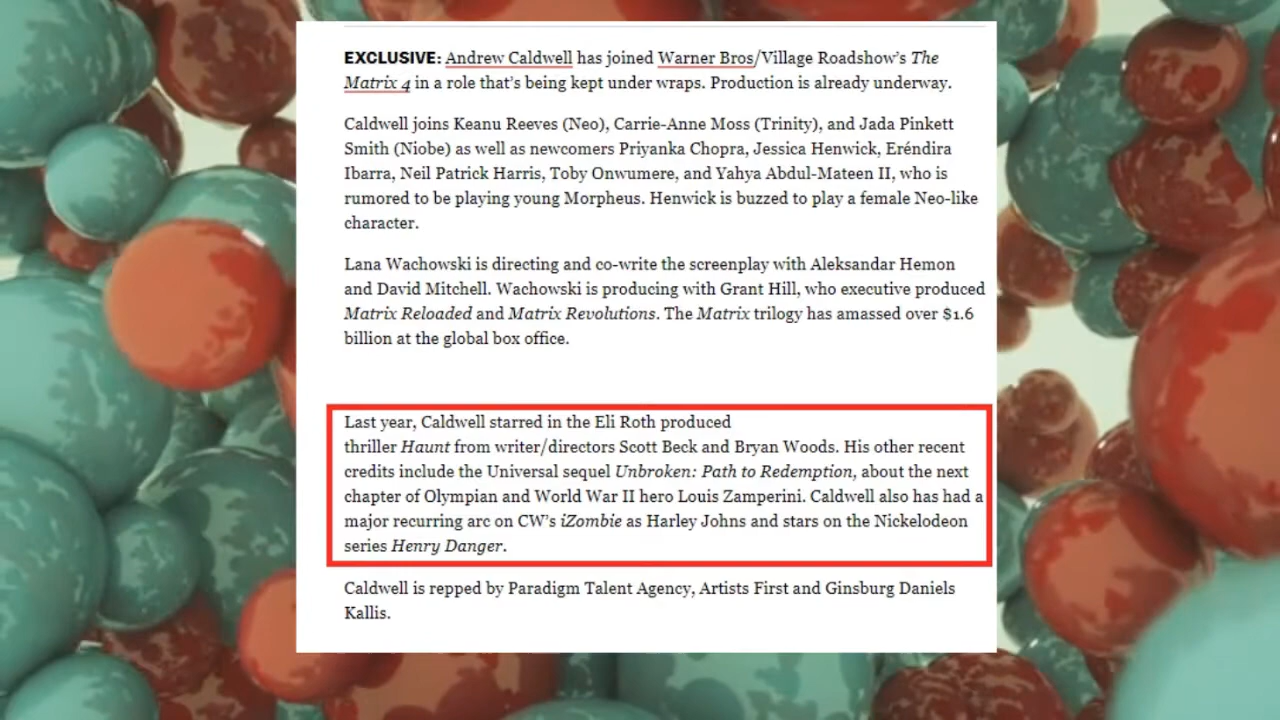 EXCLUSIVE: Andrew Caldwell has joined Warner Bros/Village Roadshow's The
Matrix 4 in a role that's being kept under wraps. Production is already underway.
Caldwell joins Keanu Reeves (Neo), Carrie-Anne Moss (Trinity), and Jada Pinkett
Smith (Niobe) as well as newcomers Priyanka Chopra, Jessica Henwick, Eréndira
Ibarra, Neil Patrick Harris, Toby Onwumere, and Yahya Abdul-Mateen II, who is
rumored to be playing young Morpheus. Henwick is buzzed to play a female Neo-like
character.
Lana Wachowski is directing and co-write the screenplay with Aleksandar Hemon
and David Mitchell. Wachowski is producing with Grant Hill, who executive produced
Matrix Reloaded and Matrix Revolutions. The Matrix trilogy has amassed over $1.6
billion at the global box office.
Last year, Caldwell starred in the Eli Roth produced
thriller Haunt from writer/directors Scott Beck and Bryan Woods. His other recent
credits include the Universal sequel Unbroken: Path to Redemption, about the next
chapter of Olympian and World War II hero Louis Zamperini. Caldwell also has had a
major recurring arc on CW's iZombie as Harley Johns and stars on the Nickelodeon
series Henry Danger.
Caldwell is repped by Paradigm Talent Agency, Artists First and Ginsburg Daniels
Kallis.